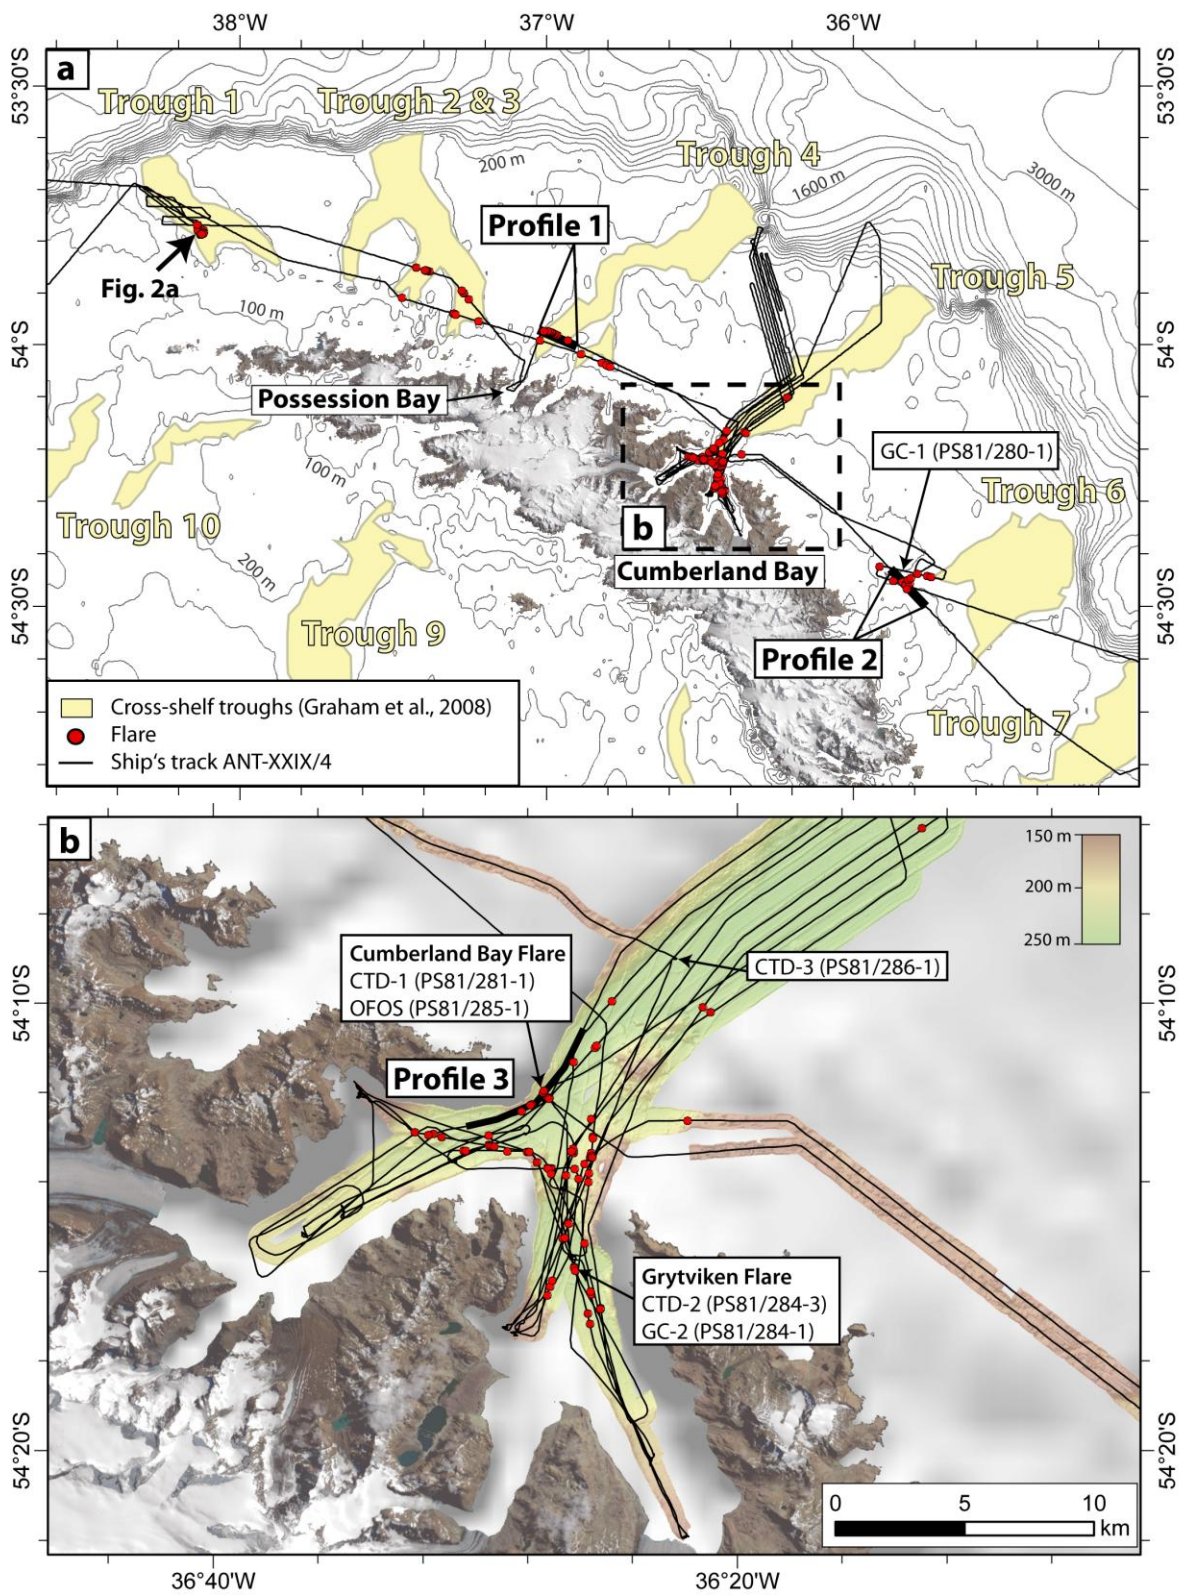 38°W
37°W
36°W
a
53°30'S
53°30'S
Trough 1
Trough 2 & 3
Trough 4
200 m
1600 m
3000 m
Profile 1
Fig. 2a
Trough 5
100 m
54°S
54°S
Possession Bay
GC-1 (PS81/280-1)
100 m
Trough 6
Trough 10
b
200 m
Cumberland Bay
54°30'S
54°30'S
Trough 9
Profile 2
Trough 7
Cross-shelf troughs (Graham et al., 2008)
Flare
Ship's track ANT-XXIX/4
b
150 m
200 m
250 m
Cumberland Bay Flare
CTD-1 (PS81/281-1)
OFOS (PS81/285-1)
CTD-3 (PS81/286-1)
54°10'S
54°10'S
Profile 3
Grytviken Flare
CTD-2 (PS81/284-3)
GC-2 (PS81/284-1)
54°20'S
54°20'S
0 5 10
km
36°40'W
36°20'W